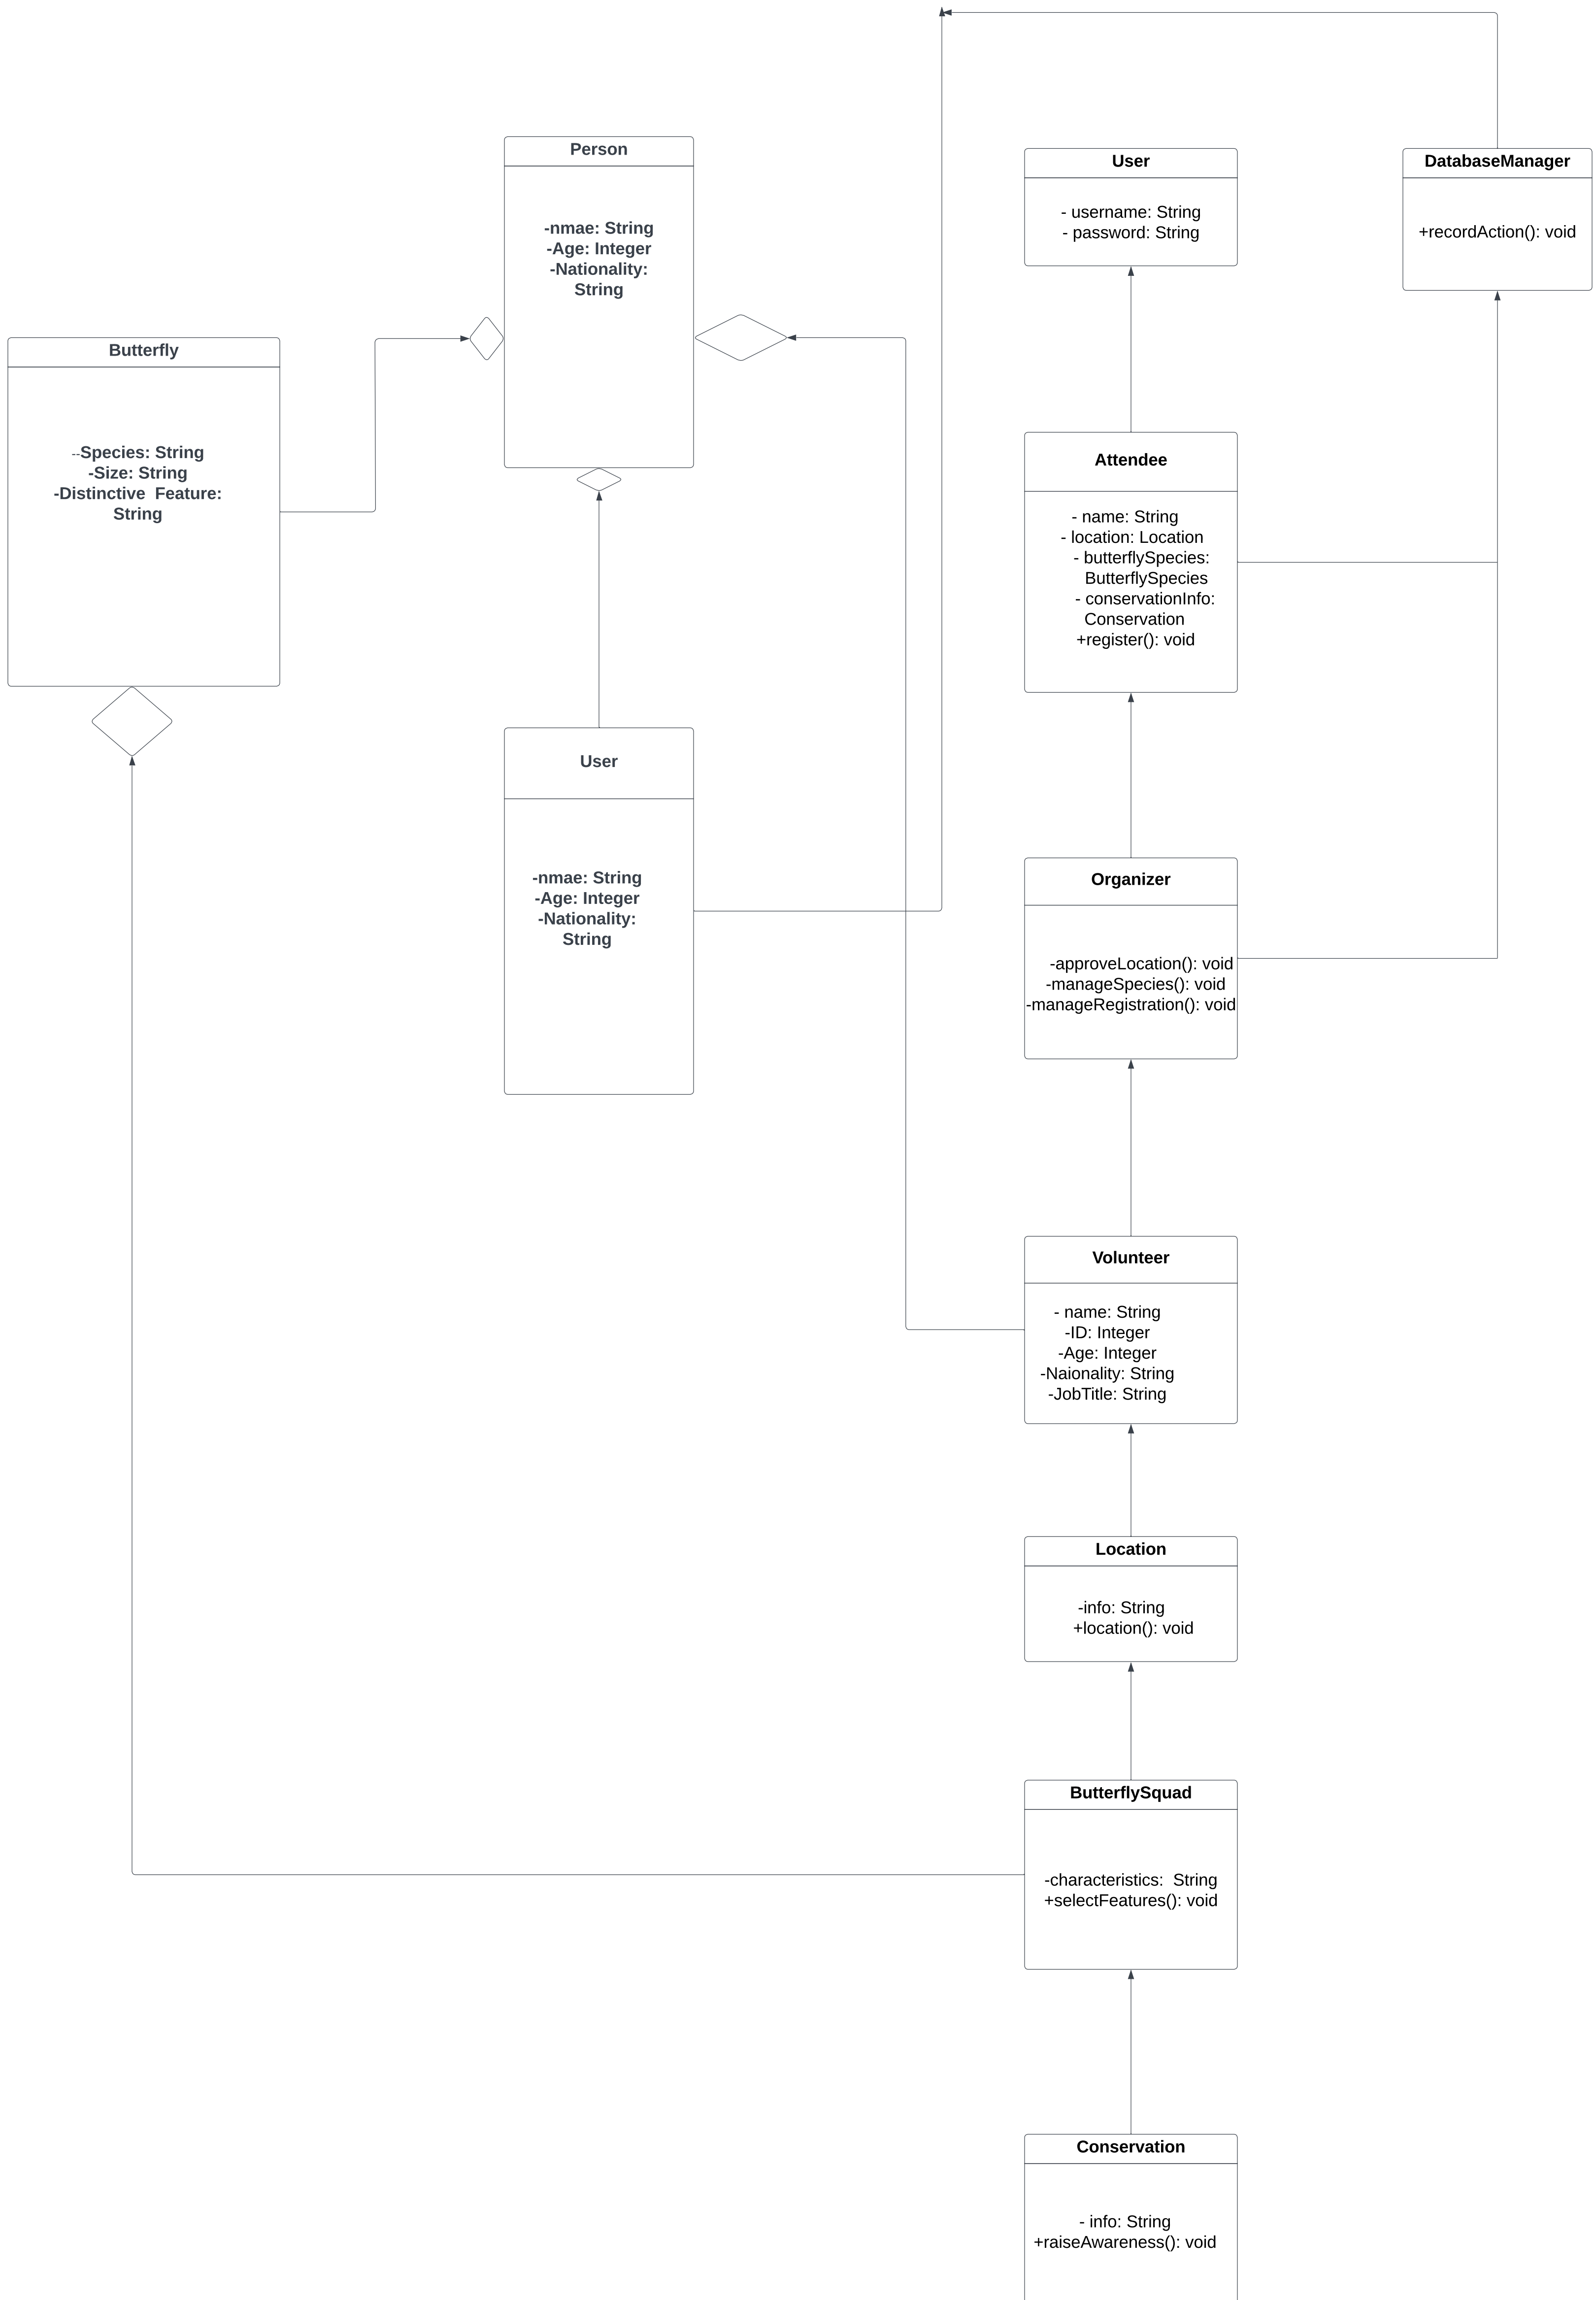 Person
-nmae: String
-Age: Integer
-Nationality:
String
User
- username: String
- password: String
DatabaseManager
+recordAction(): void
Butterfly
--Species: String
-Size: String
-Distinctive  Feature:
String
Attendee
- name: String
- location: Location
- butterflySpecies:
ButterflySpecies
- conservationInfo:
Conservation
+register(): void
User
-nmae: String
-Age: Integer
-Nationality:
String
Organizer
-approveLocation(): void
-manageSpecies(): void
-manageRegistration(): void
Volunteer
- name: String
-ID: Integer
-Age: Integer
-Naionality: String
-JobTitle: String
Location
-info: String
+location(): void
ButterflySquad
-characteristics:  String
+selectFeatures(): void
Conservation
- info: String
+raiseAwareness(): void